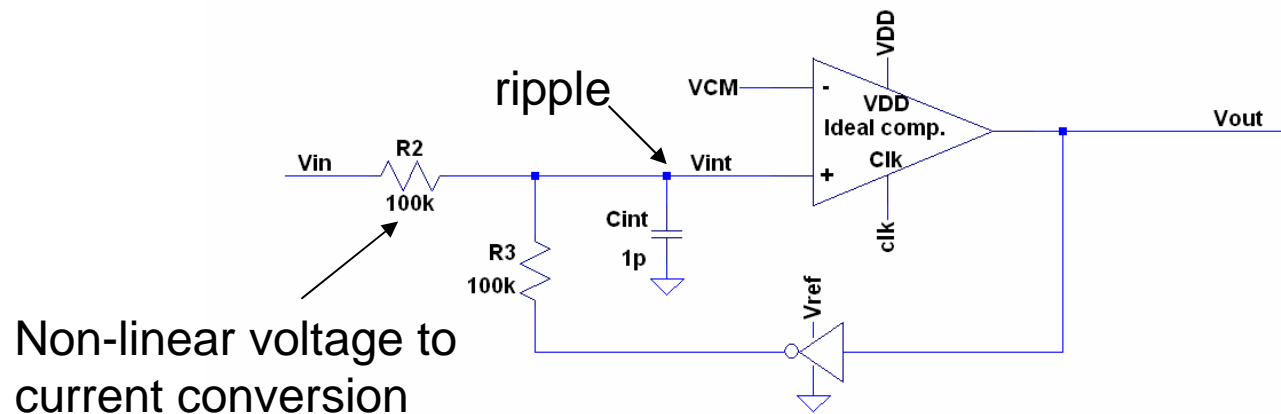 VDD
ripple
VCM
-
VDD
Ideal comp.
Vout
Vin
R2
Vint
+
Clk
100k
Cint
1p
clk
R3
100k
Vref
Non-linear voltage to
current conversion